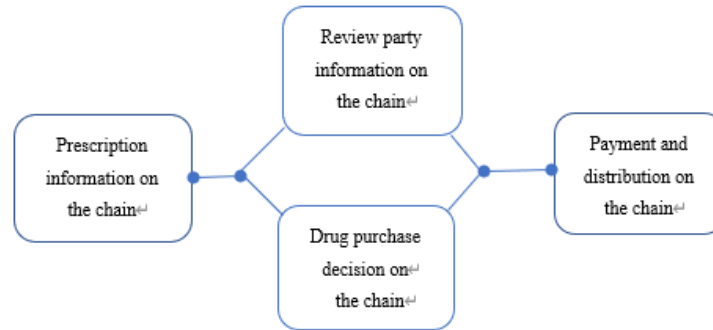 Review party
information on
the chain↵
Prescription
information on
the chain↵
Payment and
distribution on
the chain↵
Drug purchase
decision on↵
the chain↵